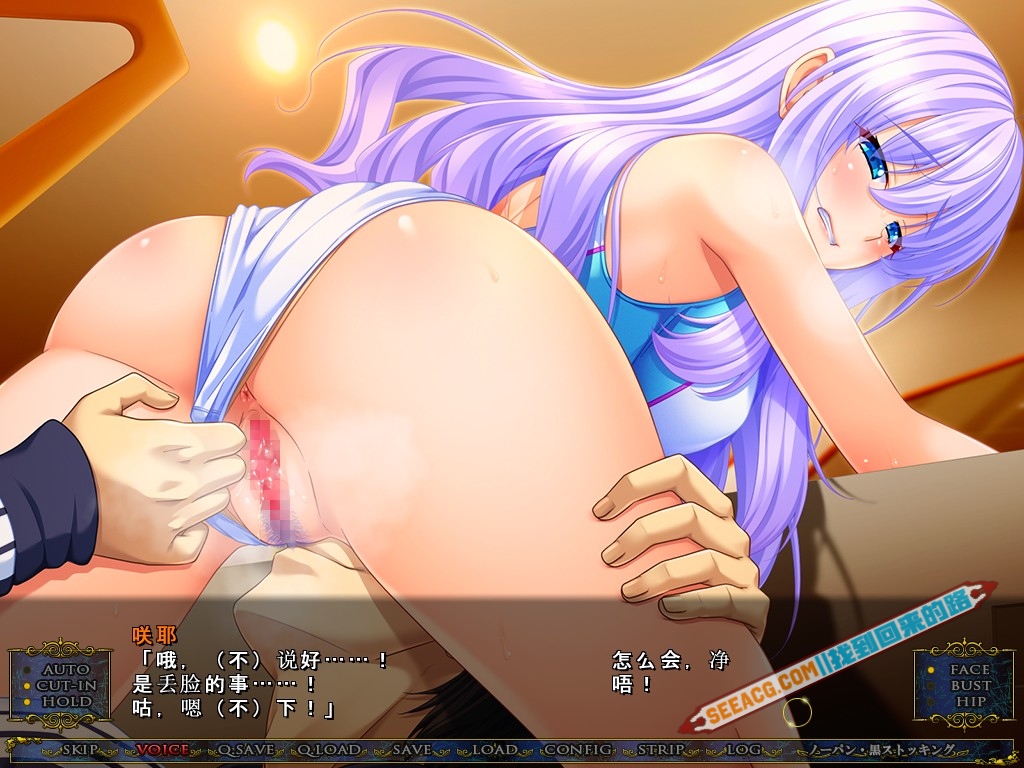 咲耶
「哦，（不）说好……！
是丢脸的事……！
咕，嗯（不）下！」
怎么会，净
唔！
SEEACG.COM||找到回来的路
AUTO
CUT-IN
HOLD
FACE
BUST
HIP
SKIP VOICE Q.SAVE Q.LOAD SAVE LOAD CONFIG STRIP LOG ノーパン・黒ストッキング